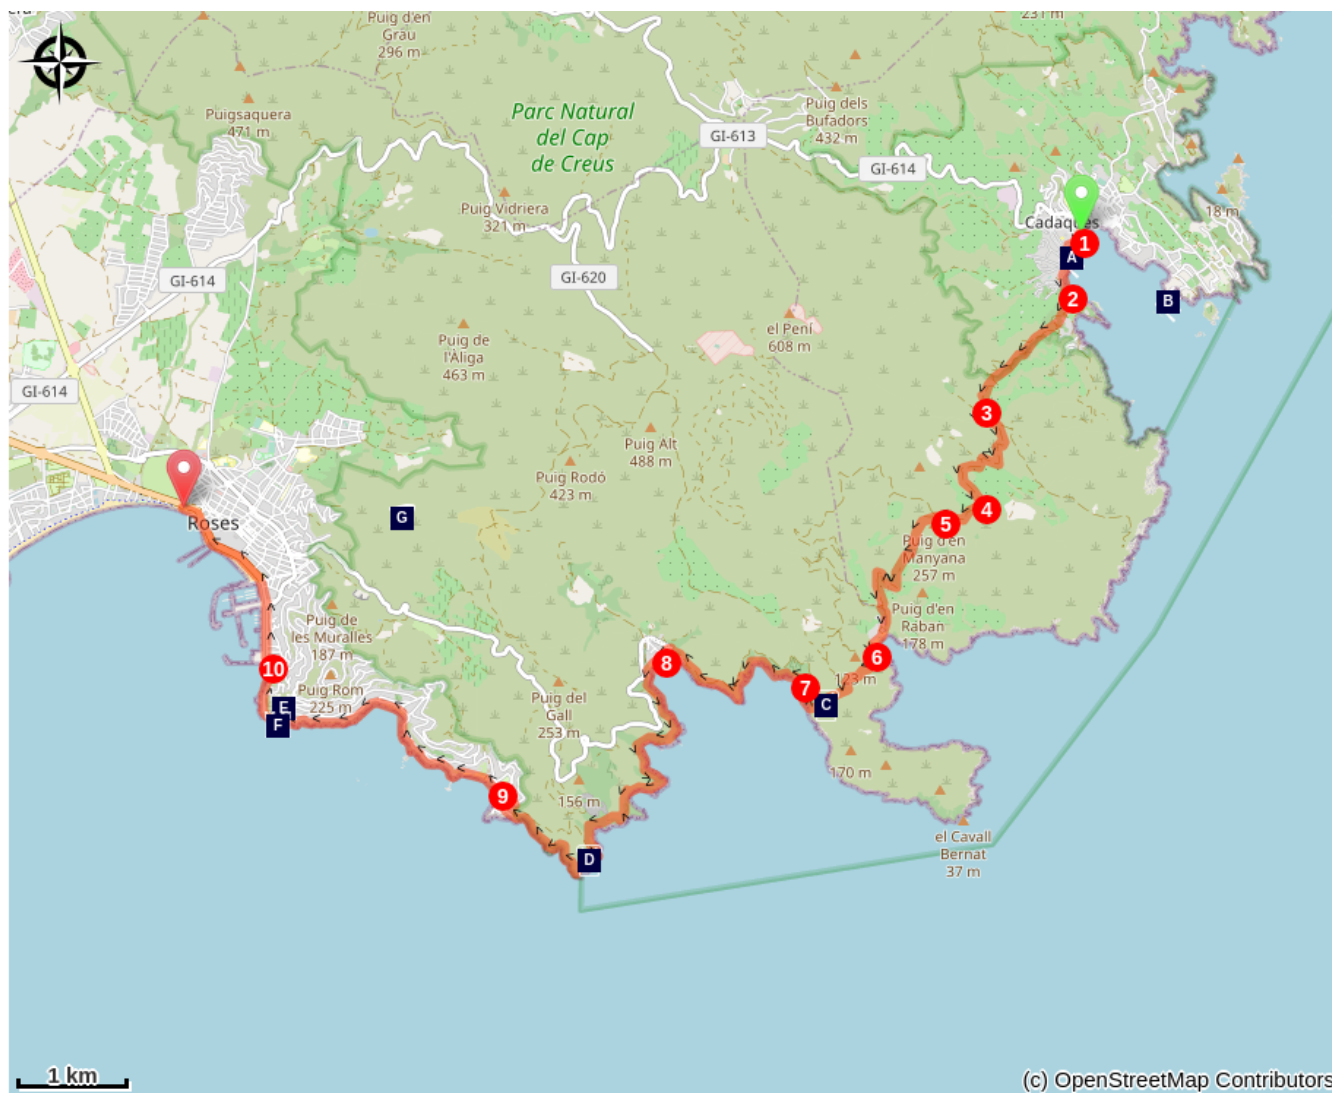 Puig d'en
Grau
296 m
231 m
Puigsaquera
471 m
Parc Natural
del Cap
de Creus
Puig dels
Bufadors
432 m
GI-613
GI-614
Puig Vidriera
321 m
18 m
Cadaqués
1
A
GI-614
GI-620
2
B
el Pení
608 m
Puig de
l'Àliga
463 m
GI-614
3
Puig Alt
488 m
Puig Rodó
423 m
4
G
Roses
5
Puig d'en
Manyana
257 m
Puig d'en
Raban
178 m
Puig de
les Muralles
187 m
6
8
10
123 m
7
Puig Rom
225 m
C
E
F
Puig del
Gall
253 m
170 m
9
156 m
el Cavall
Bernat
37 m
D
1 km
(c) OpenStreetMap Contributors